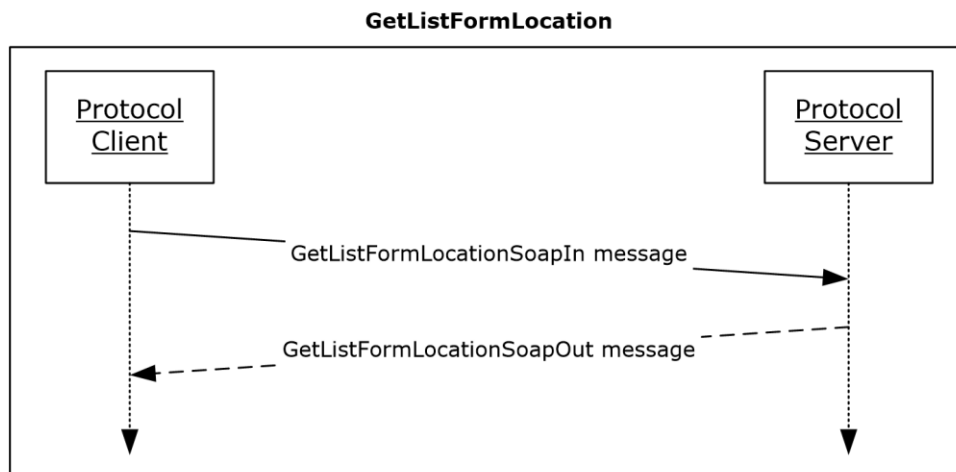 GetListFormLocation
Protocol
Client
Protocol
Server
GetListFormLocationSoapIn message
GetListFormLocationSoapOut message